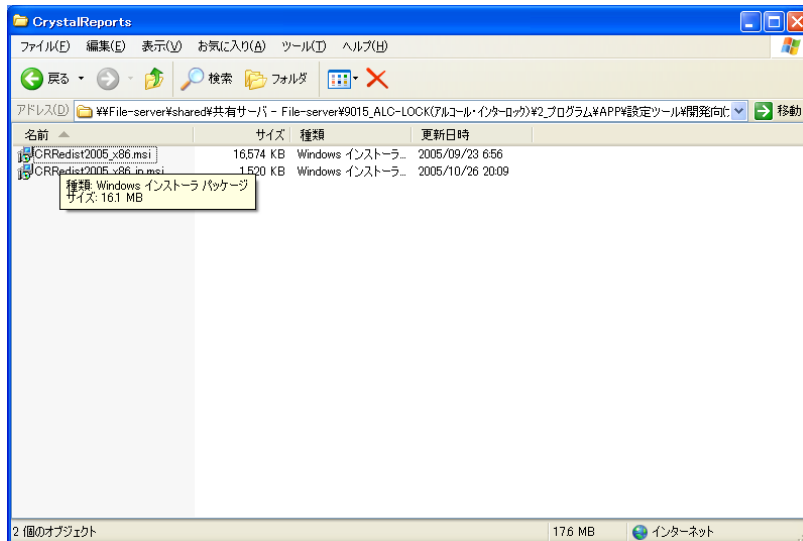 CrystalReports
ファイル(F) 編集(E) 表示(V) お気に入り(A) ツール(T) ヘルプ(H)
戻る 検索 フォルダ
アドレス(D) ¥¥File-server¥shared¥共有サーバ - File-server¥9015_ALC-LOCK(アルコール・インターロック)¥2_プログラム¥APP¥設定ツール¥開発向け 移動
名前 サイズ 種類 更新日時
CRRedist2005_x86.msi 16,574 KB Windows インストーラ... 2005/09/23 6:56
CRRedist2005_x86_jp.msi 1,520 KB Windows インストーラ... 2005/10/26 20:09
種類: Windows インストーラ パッケージ
サイズ: 16.1 MB
2 個のオブジェクト 17.6 MB インターネット